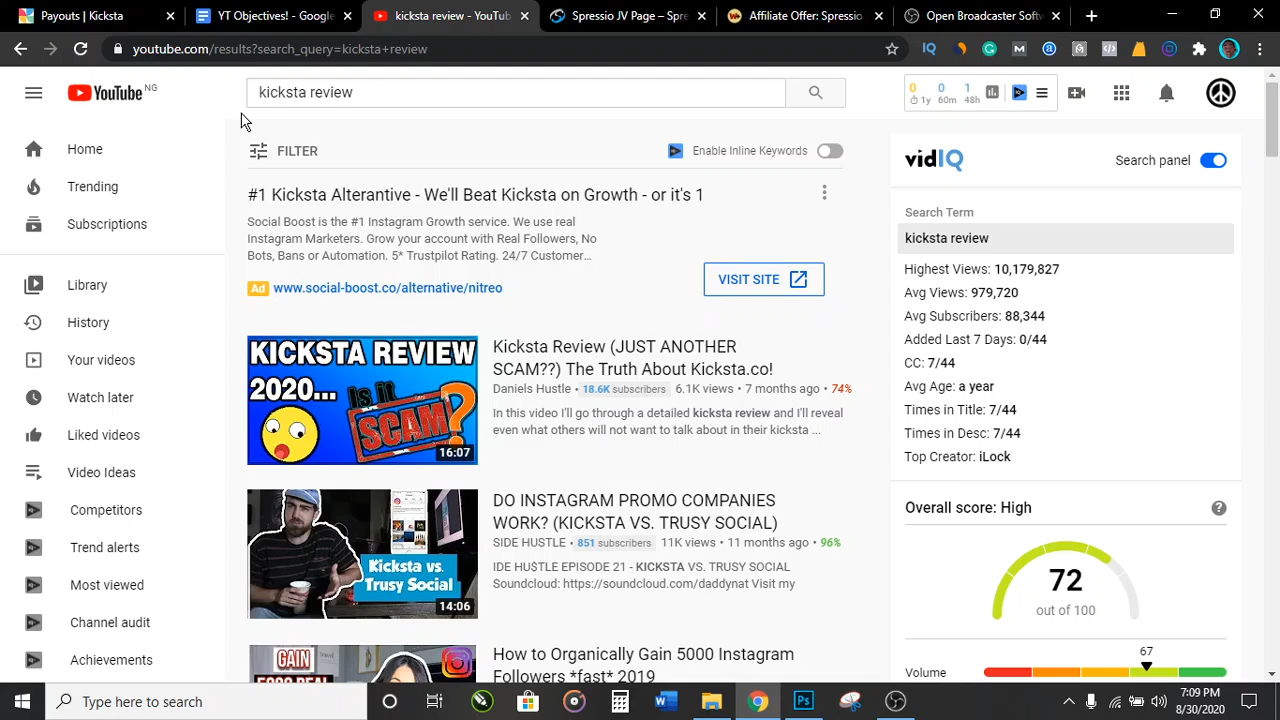 Payouts | Kicksta
YT Objectives! - Google
kicksta review - YouTube
Spressio JV Page – Spre
Affiliate Offer: Spressio
Open Broadcaster Softw
youtube.com/results?search_query=kicksta+review
YouTube NG
kicksta review
0 0 1
1y 60m 48h
Home
Trending
Subscriptions
Library
History
Your videos
Watch later
Liked videos
Video Ideas
Competitors
Trend alerts
Most viewed
Channel audit
Achievements
FILTER
Enable Inline Keywords
#1 Kicksta Alterantive - We'll Beat Kicksta on Growth - or it's 1
Social Boost is the #1 Instagram Growth service. We use real
Instagram Marketers. Grow your account with Real Followers, No
Bots, Bans or Automation. 5* Trustpilot Rating. 24/7 Customer...
Ad www.social-boost.co/alternative/nitreo
VISIT SITE
KICKSTA REVIEW
2020...
Is it
SCAM?
16:07
Kicksta Review (JUST ANOTHER
SCAM??) The Truth About Kicksta.co!
Daniels Hustle • 18.6K subscribers 6.1K views • 7 months ago • 74%
In this video I'll go through a detailed kicksta review and I'll reveal
even what others will not want to talk about in their kicksta ...
Kicksta vs.
Trusy Social
14:06
DO INSTAGRAM PROMO COMPANIES
WORK? (KICKSTA VS. TRUSY SOCIAL)
SIDE HUSTLE • 851 subscribers 11K views • 11 months ago • 96%
IDE HU$TLE EPISODE 21 - KICKSTA VS. TRUSY SOCIAL
Soundcloud: https://soundcloud.com/daddynat Visit my
GAIN
How to Organically Gain 5000 Instagram
Followers *fast* 2019
vidIQ
Search panel
Search Term
kicksta review
Highest Views: 10,179,827
Avg Views: 979,720
Avg Subscribers: 88,344
Added Last 7 Days: 0/44
CC: 7/44
Avg Age: a year
Times in Title: 7/44
Times in Desc: 7/44
Top Creator: iLock
Overall score: High
72
out of 100
67
Volume
Type here to search
7:09 PM
8/30/2020